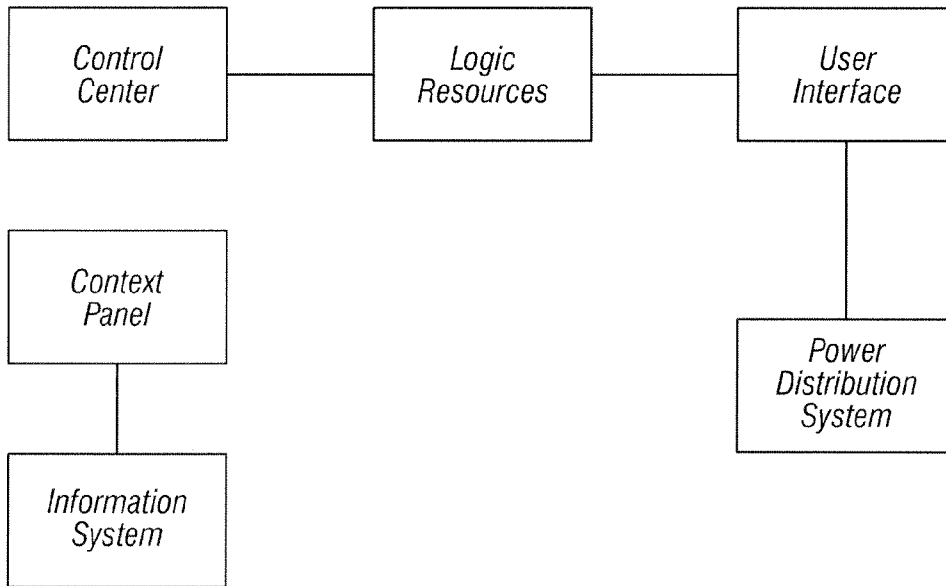 Control
Center
Logic
Resources
User
Interface
Context
Panel
Power
Distribution
System
Information
System